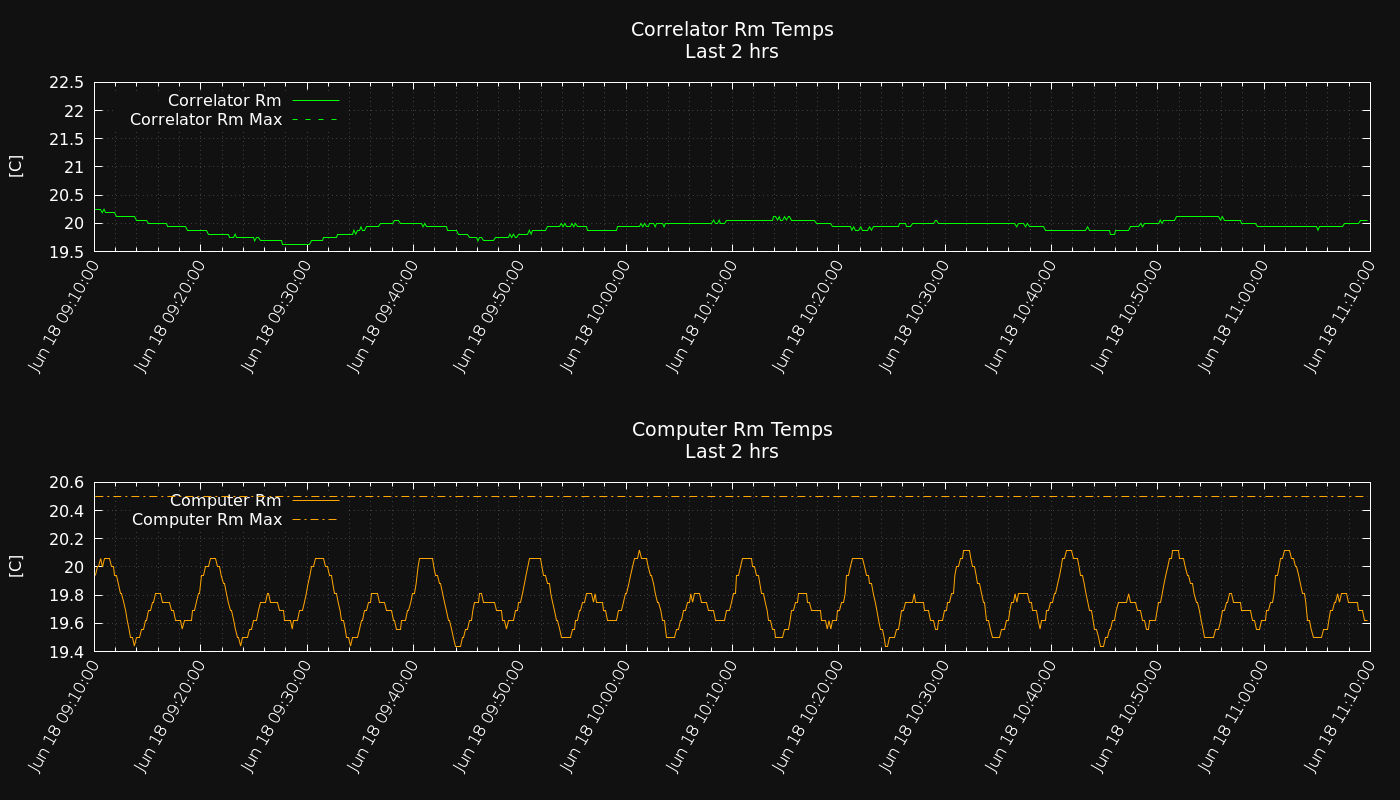 Correlator Rm Temps
Last 2 hrs
22.5
22
21.5
21
20.5
20
19.5
[C]
Correlator Rm
Correlator Rm Max
Jun 18 09:10:00
Jun 18 09:20:00
Jun 18 09:30:00
Jun 18 09:40:00
Jun 18 09:50:00
Jun 18 10:00:00
Jun 18 10:10:00
Jun 18 10:20:00
Jun 18 10:30:00
Jun 18 10:40:00
Jun 18 10:50:00
Jun 18 11:00:00
Jun 18 11:10:00
Computer Rm Temps
Last 2 hrs
20.6
20.4
20.2
20
19.8
19.6
19.4
[C]
Computer Rm
Computer Rm Max
Jun 18 09:10:00
Jun 18 09:20:00
Jun 18 09:30:00
Jun 18 09:40:00
Jun 18 09:50:00
Jun 18 10:00:00
Jun 18 10:10:00
Jun 18 10:20:00
Jun 18 10:30:00
Jun 18 10:40:00
Jun 18 10:50:00
Jun 18 11:00:00
Jun 18 11:10:00